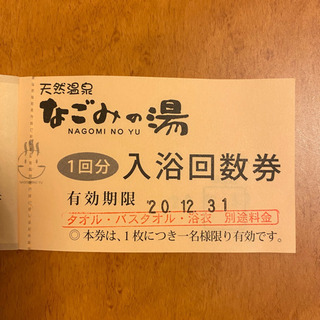 天然温泉
なごみの湯
NAGOMI NO YU
1回分 入浴回数券
有効期限 '20 12 31
タオル・バスタオル・浴衣 別途料金
◎本券は、1枚につき一名様限り有効です。